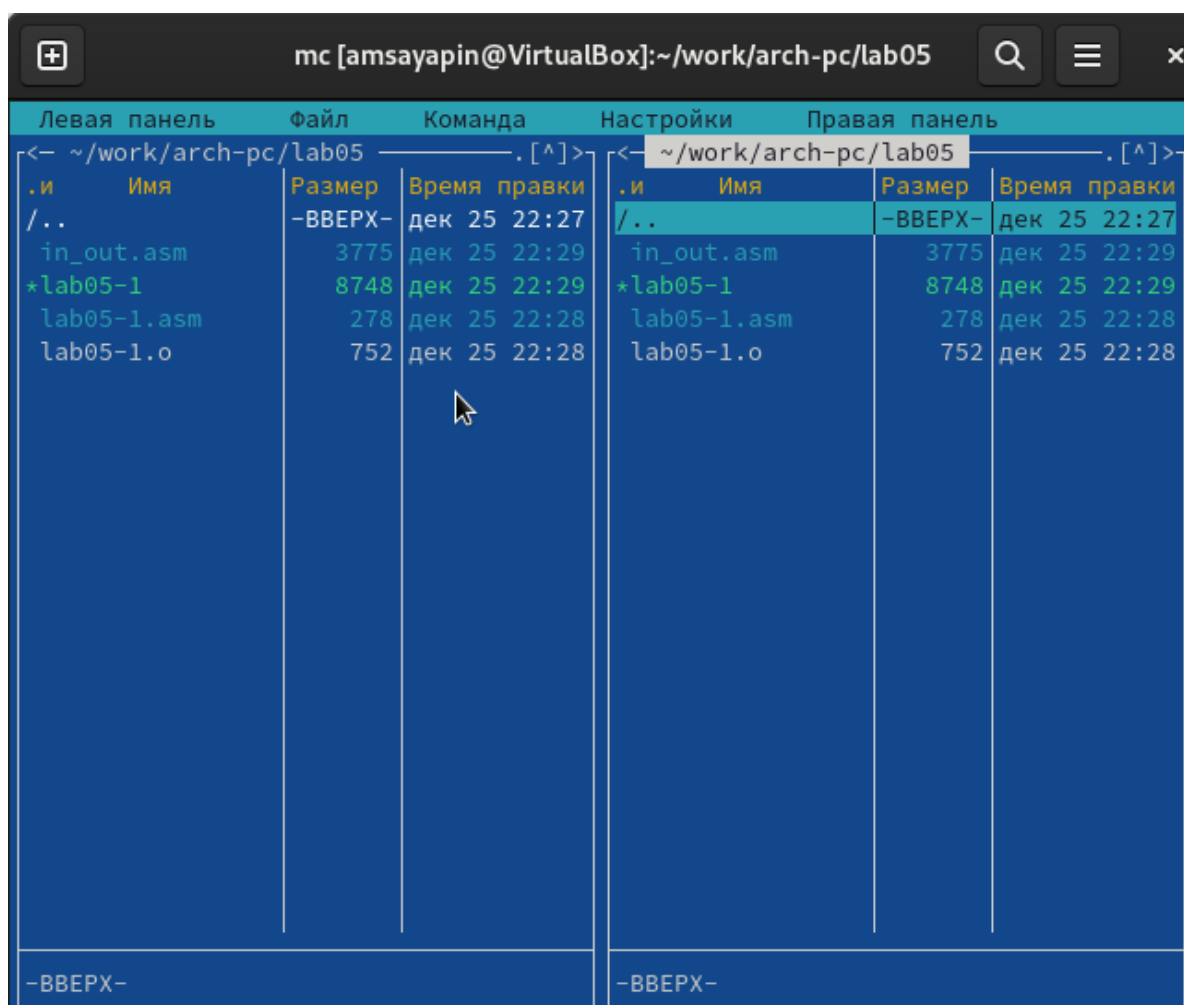 mc [amsayapin@VirtualBox]:~/work/arch-pc/lab05
Левая панель Файл Команда Настройки Правая панель
<— ~/work/arch-pc/lab05 .[^]> <— ~/work/arch-pc/lab05 .[^]>
.и Имя Размер Время правки .и Имя Размер Время правки
/.. -ВВЕРХ- дек 25 22:27 /.. -ВВЕРХ- дек 25 22:27
in_out.asm 3775 дек 25 22:29 in_out.asm 3775 дек 25 22:29
*lab05-1 8748 дек 25 22:29 *lab05-1 8748 дек 25 22:29
lab05-1.asm 278 дек 25 22:28 lab05-1.asm 278 дек 25 22:28
lab05-1.o 752 дек 25 22:28 lab05-1.o 752 дек 25 22:28
-ВВЕРХ- -ВВЕРХ-